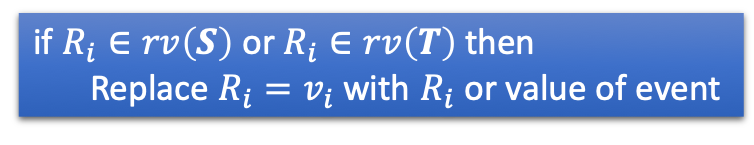 if Rᵢ ∈ rv(S) or Rᵢ ∈ rv(T) then
Replace Rᵢ = vᵢ with Rᵢ or value of event